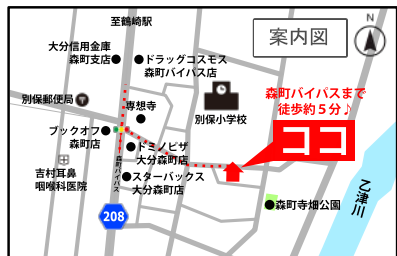 至鶴崎駅
案内図
N
大分信用金庫
森町支店
ドラッグコスモス
森町バイパス店
別保郵便局
専想寺
別保小学校
森町バイパスまで
徒歩約5分♪
ココ
ブックオフ
森町店
ドミノピザ
大分森町店
吉村耳鼻
咽喉科医院
森町バイパス
スターバックス
大分森町店
208
森町寺畑公園
乙津川